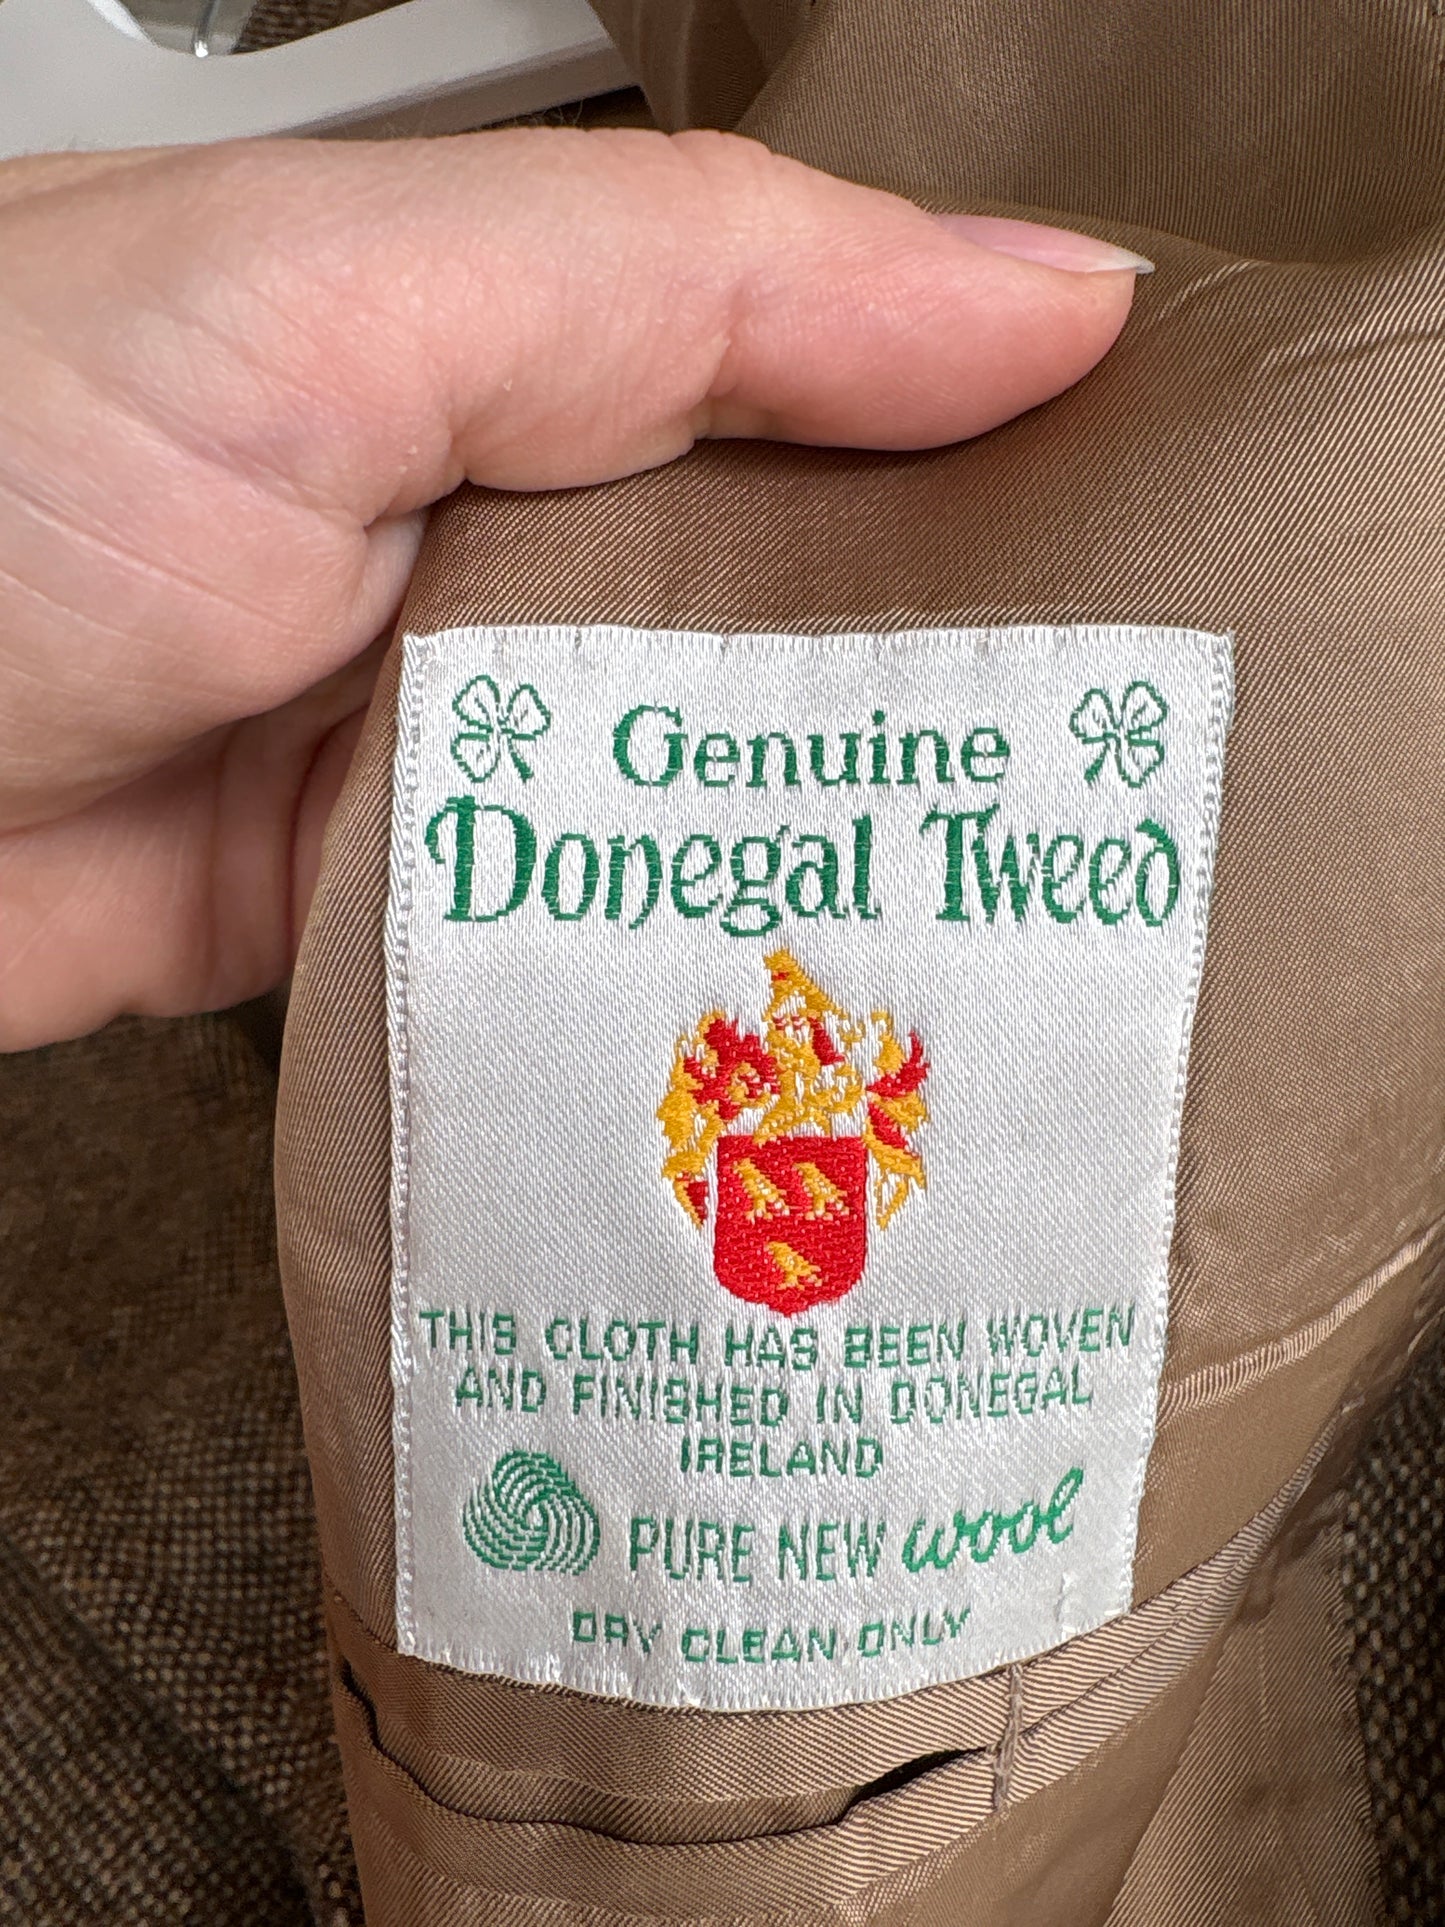 Genuine
Donegal Tweed
THIS CLOTH HAS BEEN WOVEN
AND FINISHED IN DONEGAL
IRELAND
PURE NEW wool
DRY CLEAN ONLY